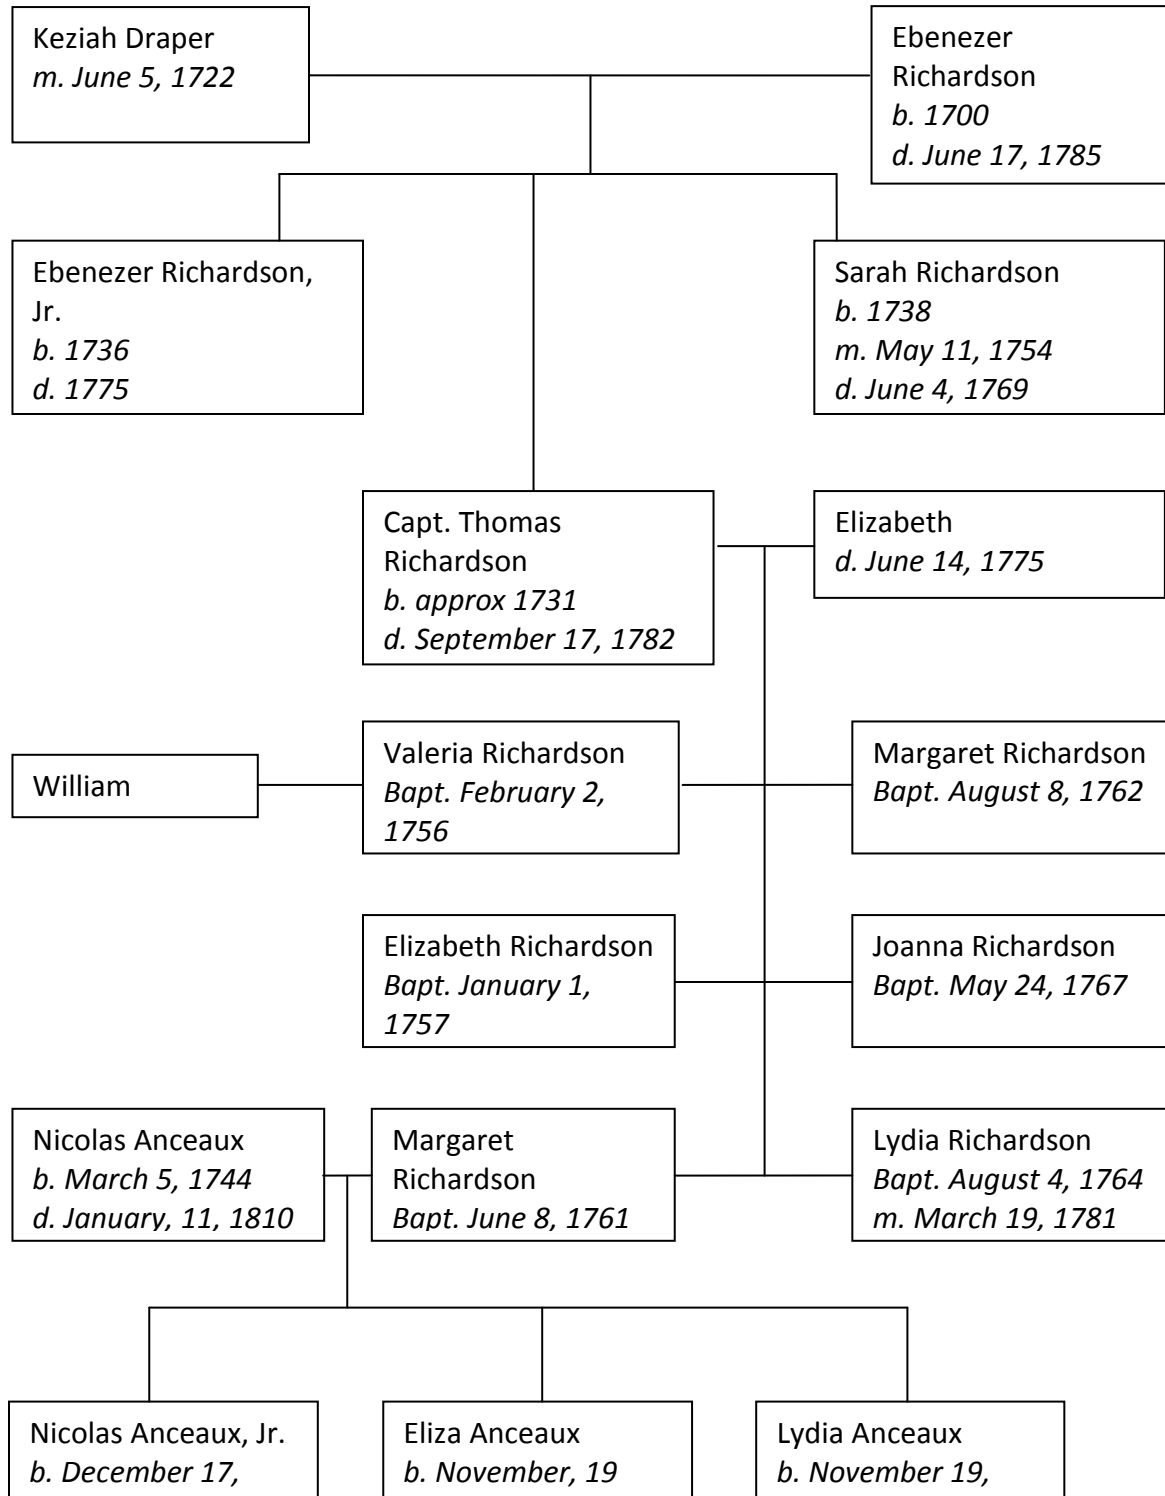 Keziah Draper
m. June 5, 1722
Ebenezer
Richardson
b. 1700
d. June 17, 1785
Ebenezer Richardson,
Jr.
b. 1736
d. 1775
Sarah Richardson
b. 1738
m. May 11, 1754
d. June 4, 1769
Capt. Thomas
Richardson
b. approx 1731
d. September 17, 1782
Elizabeth
d. June 14, 1775
William
Valeria Richardson
Bapt. February 2,
1756
Margaret Richardson
Bapt. August 8, 1762
Elizabeth Richardson
Bapt. January 1,
1757
Joanna Richardson
Bapt. May 24, 1767
Nicolas Anceaux
b. March 5, 1744
d. January, 11, 1810
Margaret
Richardson
Bapt. June 8, 1761
Lydia Richardson
Bapt. August 4, 1764
m. March 19, 1781
Nicolas Anceaux, Jr.
b. December 17,
Eliza Anceaux
b. November, 19
Lydia Anceaux
b. November 19,